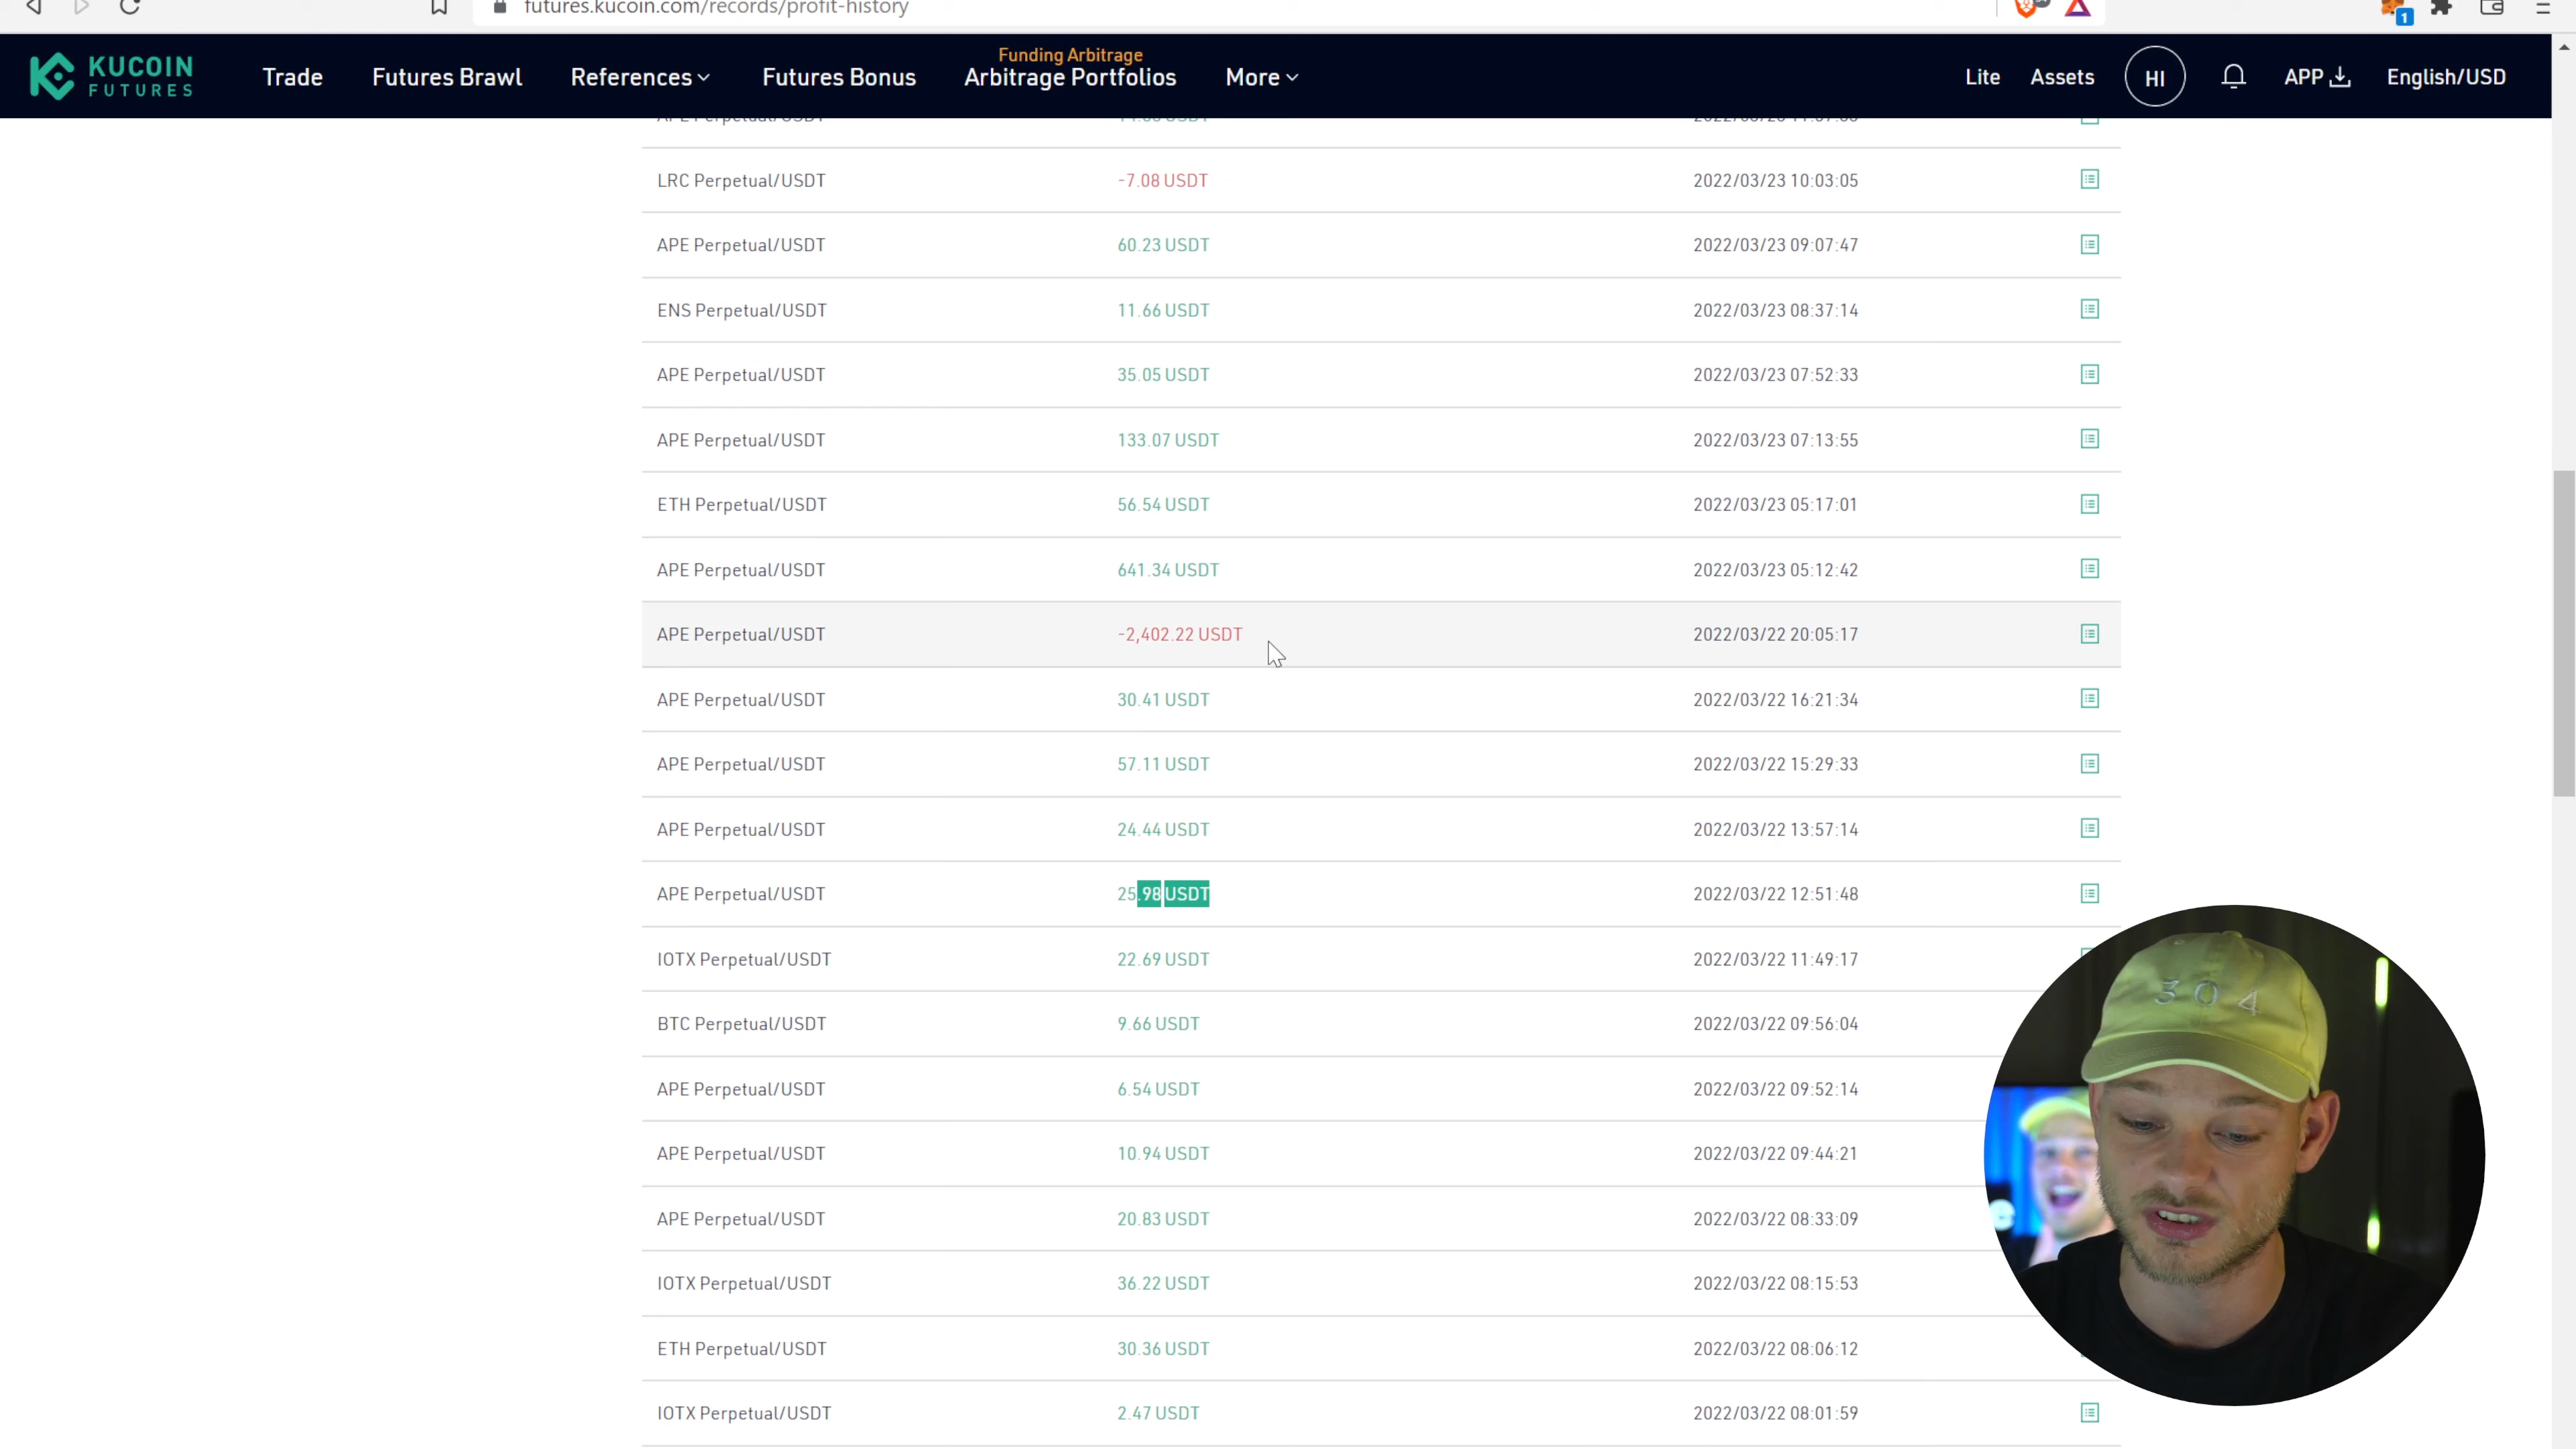 futures.kucoin.com/records/profit-history
1
KUCOIN
FUTURES
Trade
Futures Brawl
References
Futures Bonus
Funding Arbitrage
Arbitrage Portfolios
More
Lite
Assets
HI
APP
English/USD
LRC Perpetual/USDT -7.08 USDT 2022/03/23 10:03:05
APE Perpetual/USDT 60.23 USDT 2022/03/23 09:07:47
ENS Perpetual/USDT 11.66 USDT 2022/03/23 08:37:14
APE Perpetual/USDT 35.05 USDT 2022/03/23 07:52:33
APE Perpetual/USDT 133.07 USDT 2022/03/23 07:13:55
ETH Perpetual/USDT 56.54 USDT 2022/03/23 05:17:01
APE Perpetual/USDT 641.34 USDT 2022/03/23 05:12:42
APE Perpetual/USDT -2,402.22 USDT 2022/03/22 20:05:17
APE Perpetual/USDT 30.41 USDT 2022/03/22 16:21:34
APE Perpetual/USDT 57.11 USDT 2022/03/22 15:29:33
APE Perpetual/USDT 24.44 USDT 2022/03/22 13:57:14
APE Perpetual/USDT 25.98 USDT 2022/03/22 12:51:48
IOTX Perpetual/USDT 22.69 USDT 2022/03/22 11:49:17
BTC Perpetual/USDT 9.66 USDT 2022/03/22 09:56:04
APE Perpetual/USDT 6.54 USDT 2022/03/22 09:52:14
APE Perpetual/USDT 10.94 USDT 2022/03/22 09:44:21
APE Perpetual/USDT 20.83 USDT 2022/03/22 08:33:09
IOTX Perpetual/USDT 36.22 USDT 2022/03/22 08:15:53
ETH Perpetual/USDT 30.36 USDT 2022/03/22 08:06:12
IOTX Perpetual/USDT 2.47 USDT 2022/03/22 08:01:59
304